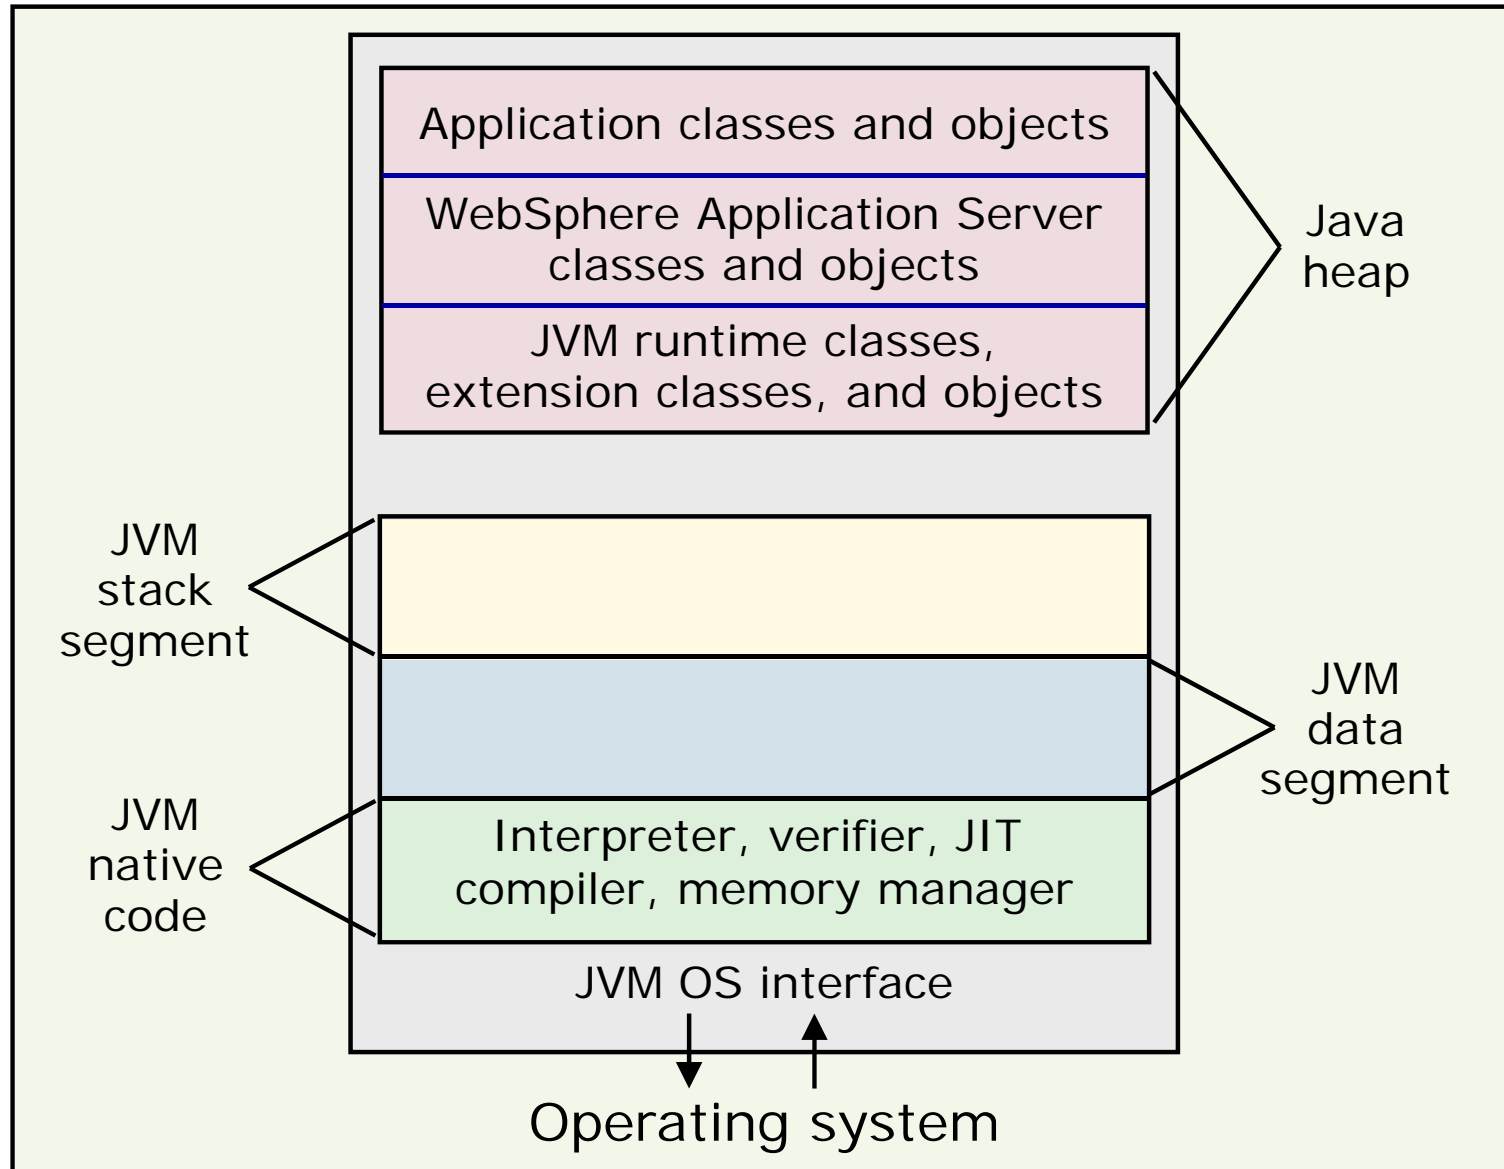 Application classes and objects
WebSphere Application Server
classes and objects
JVM runtime classes,
extension classes, and objects
Java
heap
JVM
stack
segment
JVM
data
segment
JVM
native
code
Interpreter, verifier, JIT
compiler, memory manager
JVM OS interface
Operating system